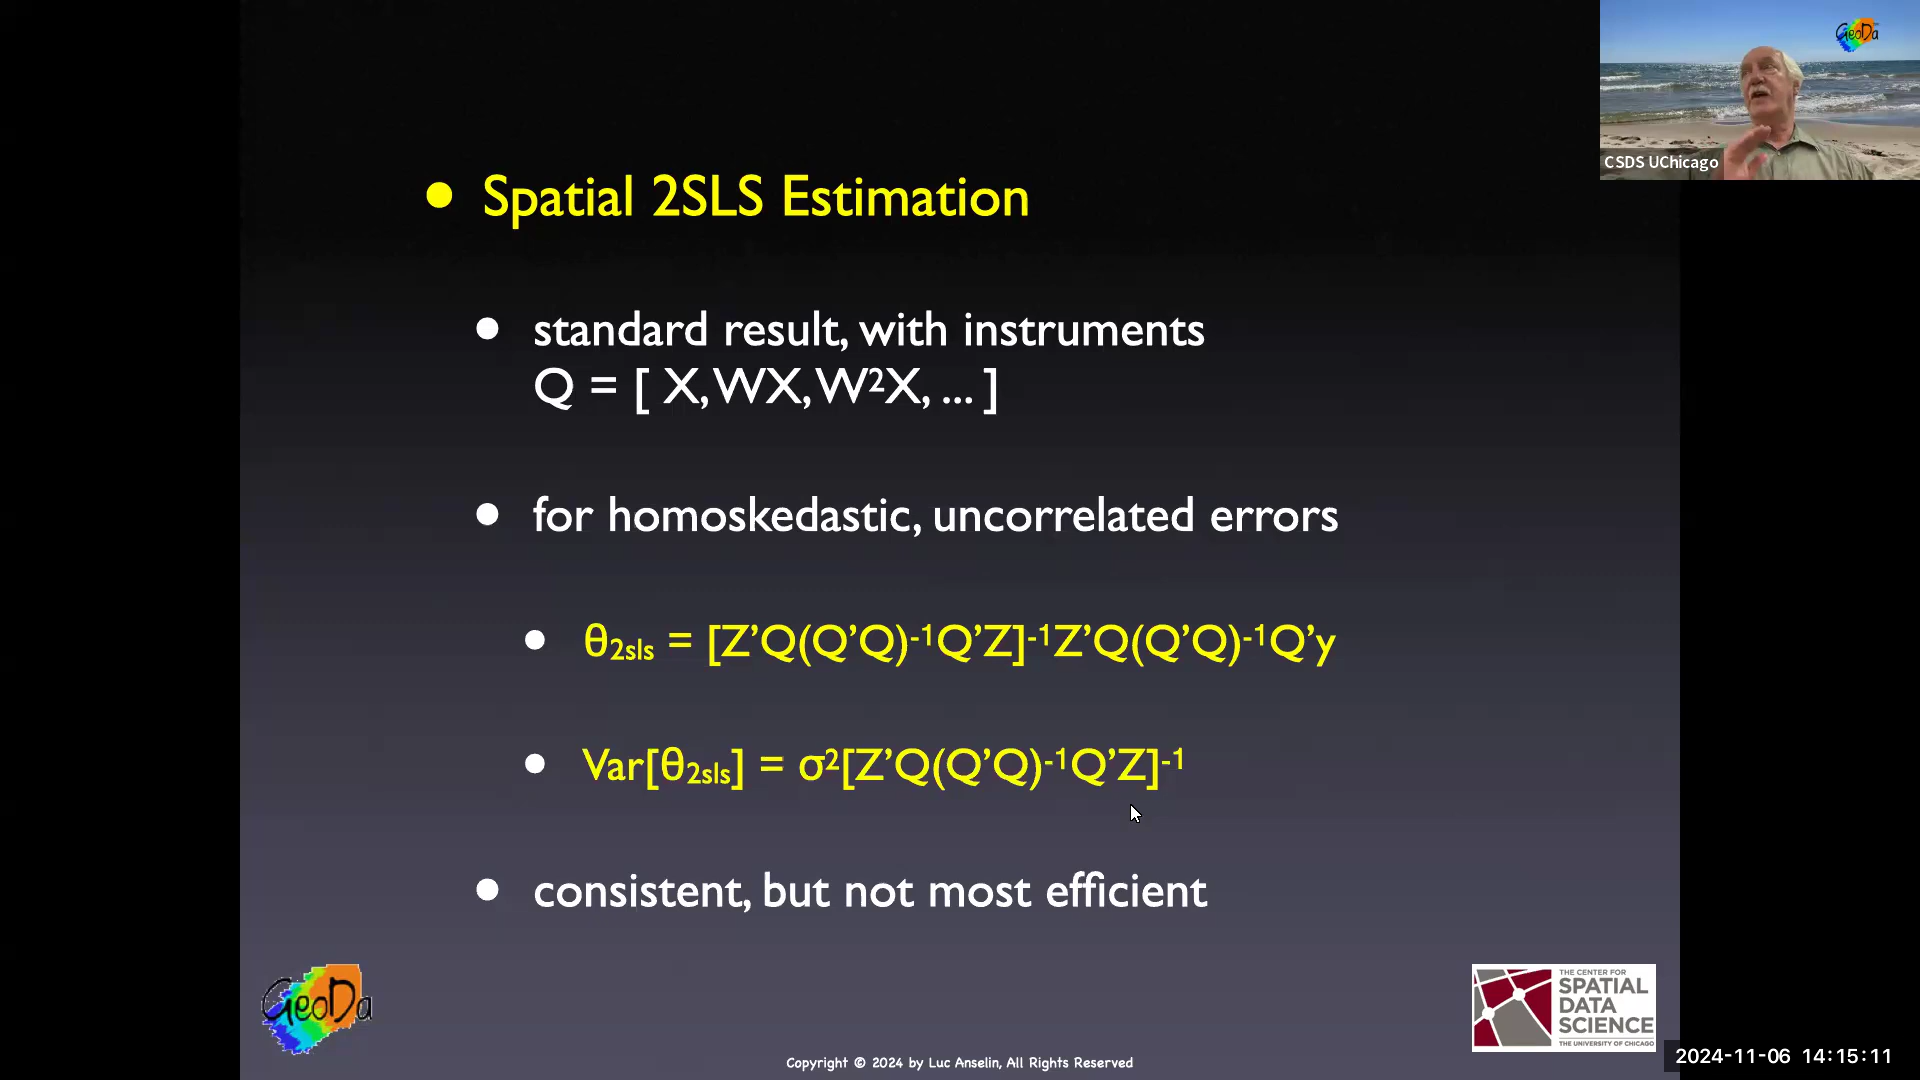 GeoDa
CSDS UChicago
• Spatial 2SLS Estimation
• standard result, with instruments
Q = [ X, WX, W²X, ... ]
• for homoskedastic, uncorrelated errors
• θ₂ₛₗₛ = [Z’Q(Q’Q)⁻¹Q’Z]⁻¹Z’Q(Q’Q)⁻¹Q’y
• Var[θ₂ₛₗₛ] = σ²[Z’Q(Q’Q)⁻¹Q’Z]⁻¹
• consistent, but not most efficient
GeoDa
THE CENTER FOR
SPATIAL
DATA
SCIENCE
THE UNIVERSITY OF CHICAGO
Copyright © 2024 by Luc Anselin, All Rights Reserved
2024-11-06 14:15:11